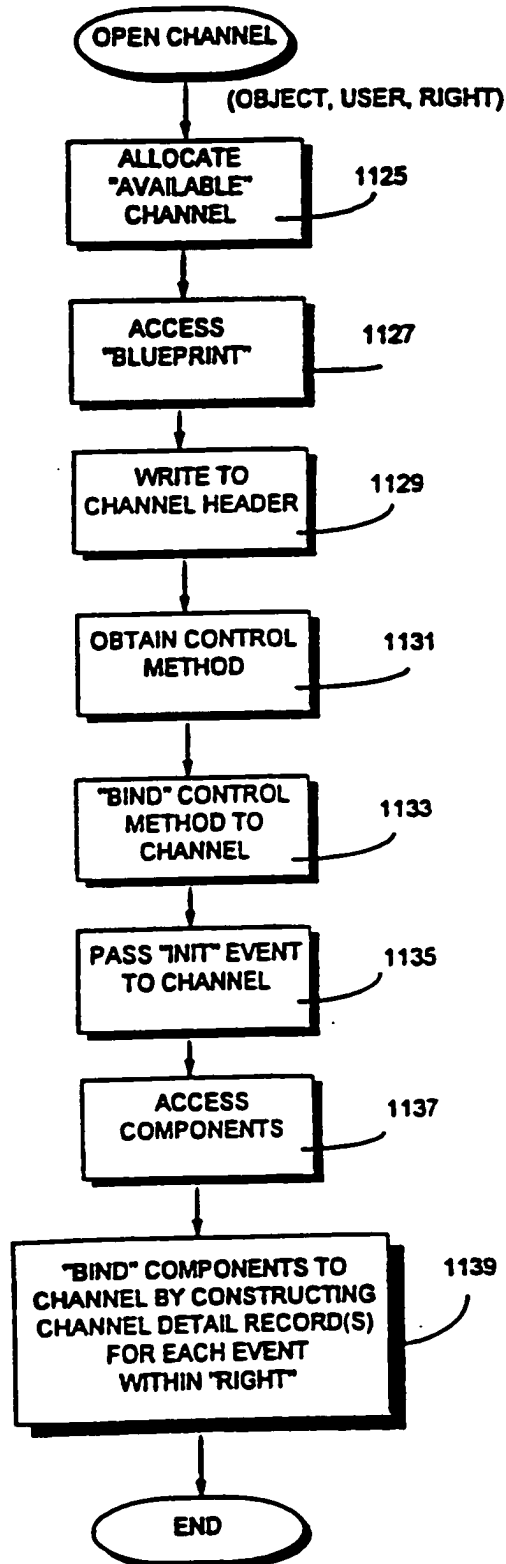 OPEN CHANNEL
(OBJECT, USER, RIGHT)
ALLOCATE
"AVAILABLE"
CHANNEL
1125
ACCESS
"BLUEPRINT"
1127
WRITE TO
CHANNEL HEADER
1129
OBTAIN CONTROL
METHOD
1131
"BIND" CONTROL
METHOD TO
CHANNEL
1133
PASS "INIT" EVENT
TO CHANNEL
1135
ACCESS
COMPONENTS
1137
"BIND" COMPONENTS TO
CHANNEL BY CONSTRUCTING
CHANNEL DETAIL RECORD(S)
FOR EACH EVENT
WITHIN "RIGHT"
1139
END